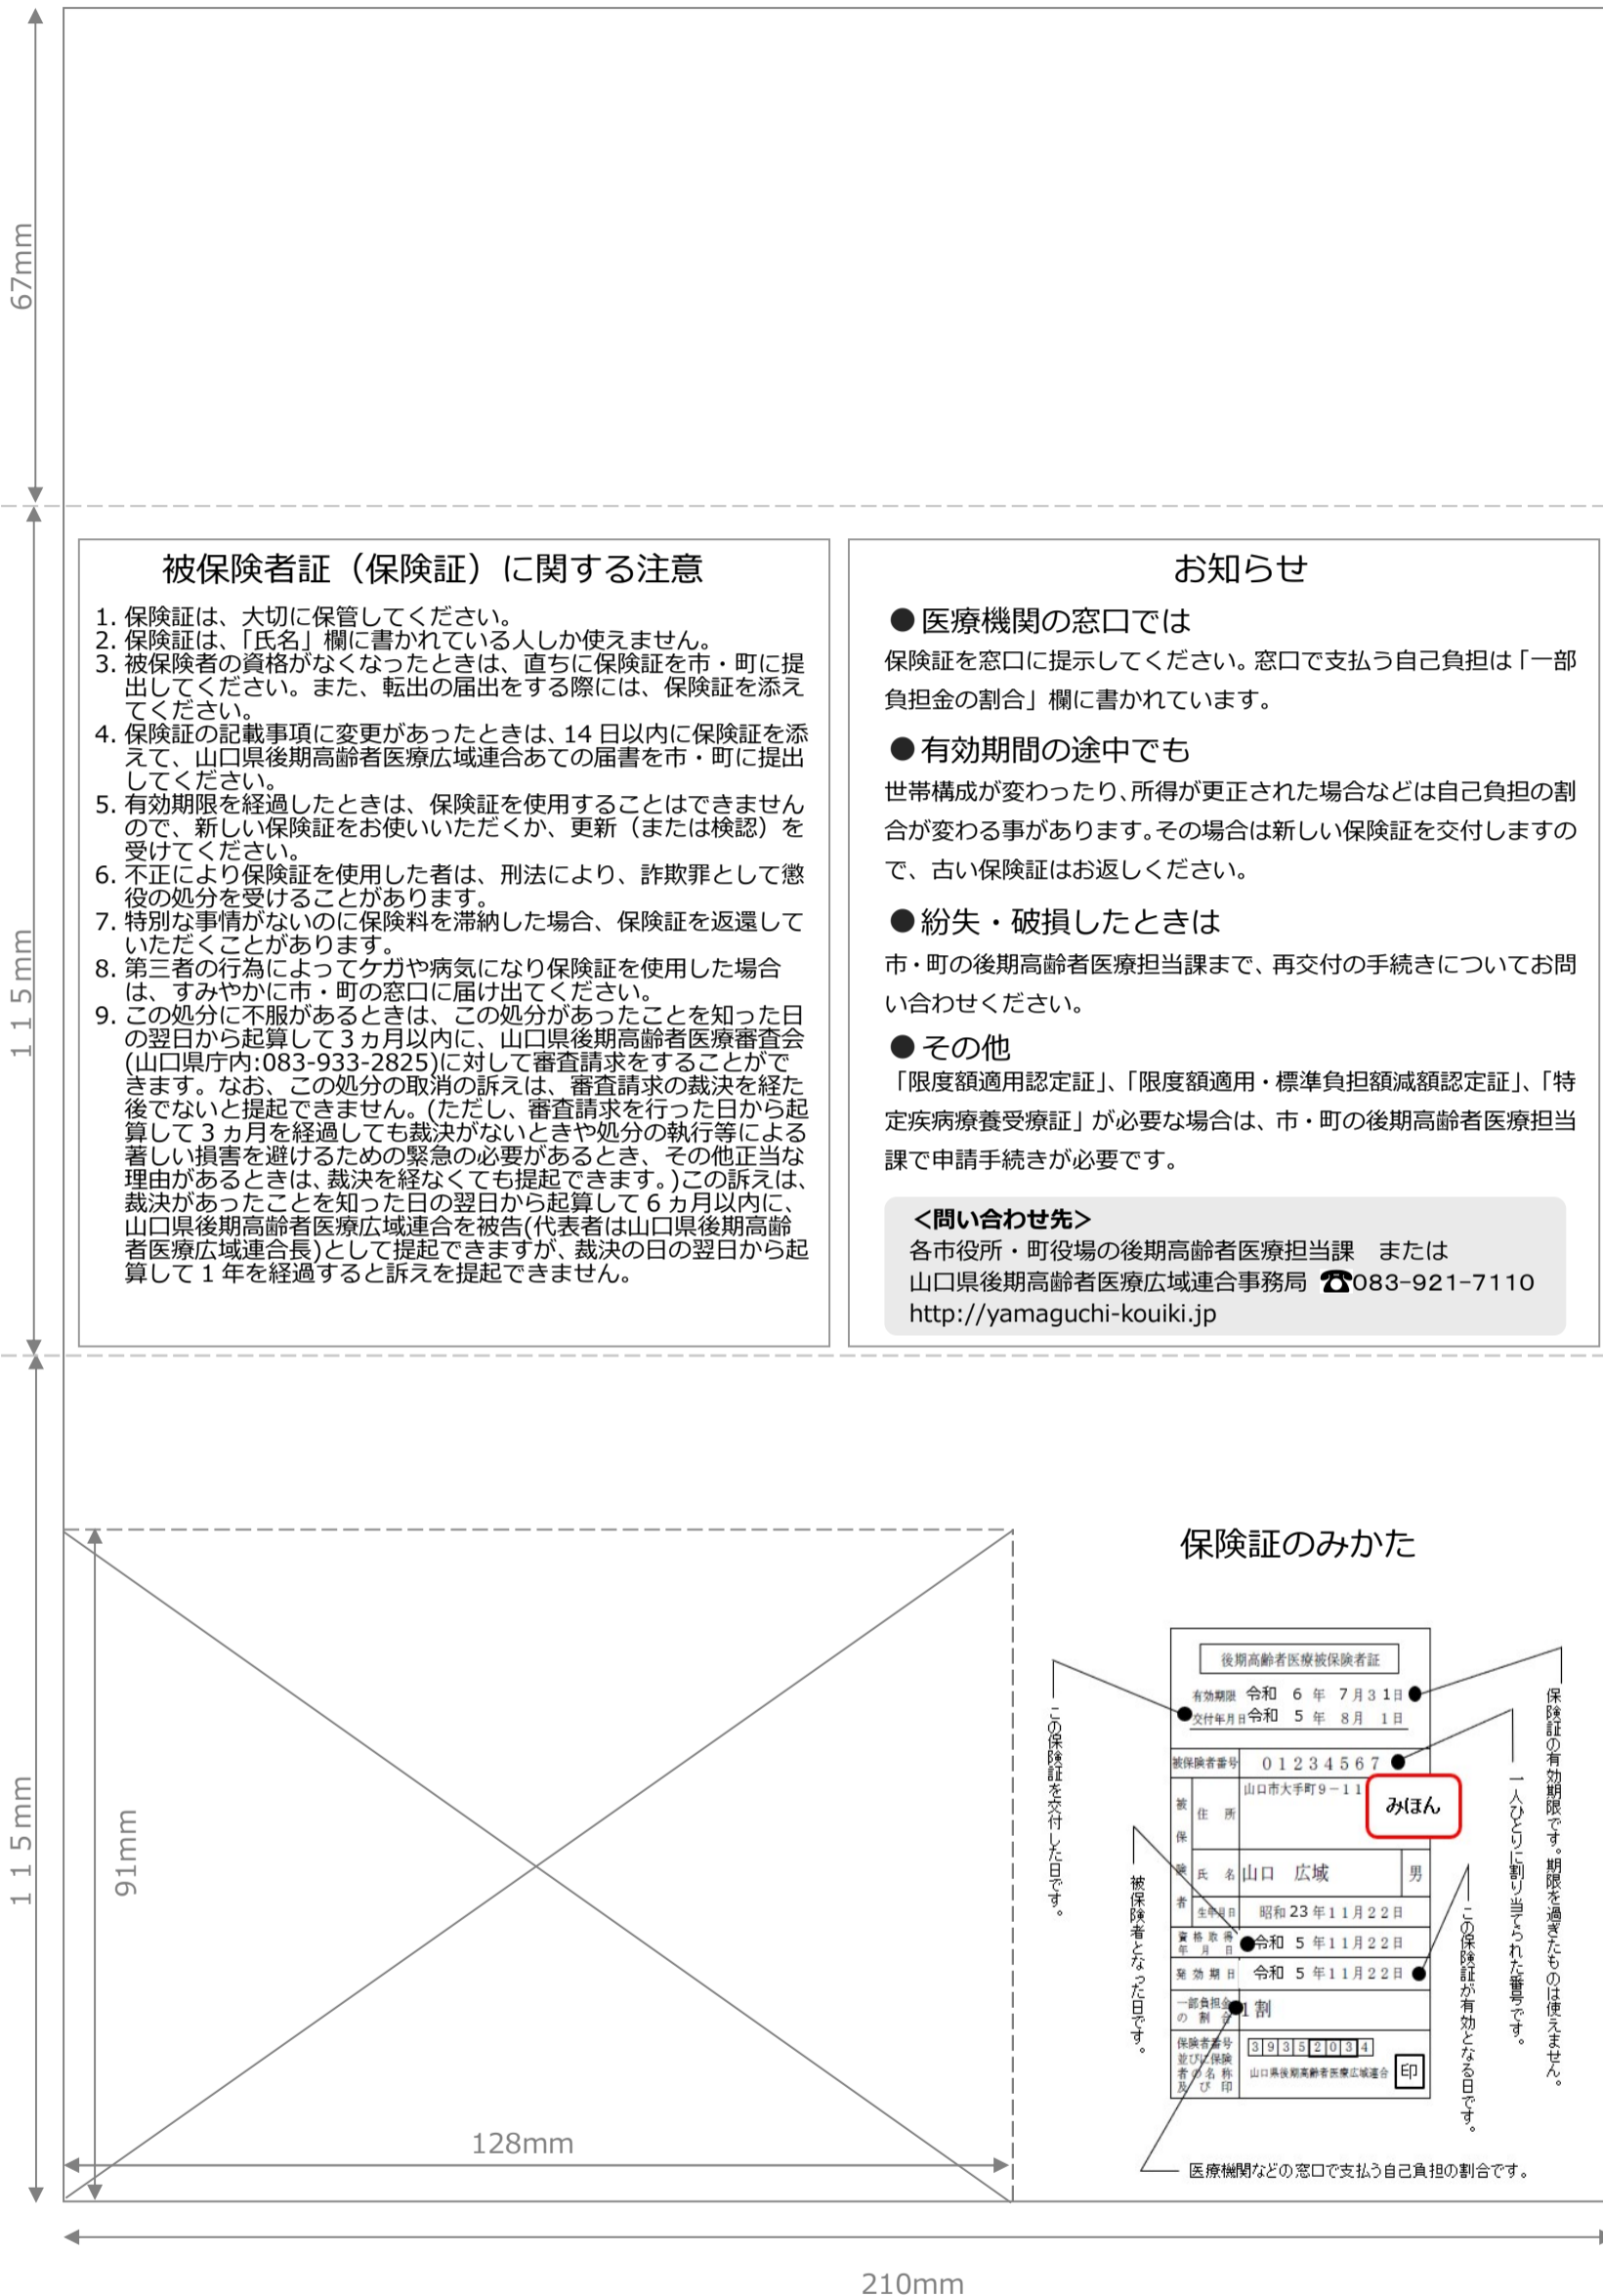 67mm
被保険者証（保険証）に関する注意
1. 保険証は、大切に保管してください。
2. 保険証は、「氏名」欄に書かれている人しか使えません。
3. 被保険者の資格がなくなったときは、直ちに保険証を市・町に提
出してください。また、転出の届出をする際には、保険証を添え
てください。
4. 保険証の記載事項に変更があったときは、14 日以内に保険証を添
えて、山口県後期高齢者医療広域連合あての届書を市・町に提出
してください。
5. 有効期限を経過したときは、保険証を使用することはできません
ので、新しい保険証をお使いいただくか、更新（または検認）を
受けてください。
6. 不正により保険証を使用した者は、刑法により、詐欺罪として懲
役の処分を受けることがあります。
7. 特別な事情がないのに保険料を滞納した場合、保険証を返還して
いただくことがあります。
8. 第三者の行為によってケガや病気になり保険証を使用した場合
は、すみやかに市・町の窓口に届け出てください。
9. この処分に不服があるときは、この処分があったことを知った日
の翌日から起算して 3 ヵ月以内に、山口県後期高齢者医療審査会
(山口県庁内:083-933-2825)に対して審査請求をすることがで
きます。なお、この処分の取消の訴えは、審査請求の裁決を経た
後でないと提起できません。(ただし、審査請求を行った日から起
算して 3 ヵ月を経過しても裁決がないときや処分の執行等による
著しい損害を避けるための緊急の必要があるとき、その他正当な
理由があるときは、裁決を経なくても提起できます。)この訴えは、
裁決があったことを知った日の翌日から起算して 6 ヵ月以内に、
山口県後期高齢者医療広域連合を被告(代表者は山口県後期高齢
者医療広域連合長)として提起できますが、裁決の日の翌日から起
算して 1 年を経過すると訴えを提起できません。
115mm
お知らせ
●医療機関の窓口では
保険証を窓口に提示してください。窓口で支払う自己負担は「一部
負担金の割合」欄に書かれています。
●有効期間の途中でも
世帯構成が変わったり、所得が更正された場合などは自己負担の割
合が変わる事があります。その場合は新しい保険証を交付しますの
で、古い保険証はお返しください。
●紛失・破損したときは
市・町の後期高齢者医療担当課まで、再交付の手続きについてお問
い合わせください。
●その他
「限度額適用認定証」、「限度額適用・標準負担額減額認定証」、「特
定疾病療養受療証」が必要な場合は、市・町の後期高齢者医療担当
課で申請手続きが必要です。
＜問い合わせ先＞
各市役所・町役場の後期高齢者医療担当課　または
山口県後期高齢者医療広域連合事務局 ☎083-921-7110
http://yamaguchi-kouiki.jp
115mm
91mm
128mm
210mm
保険証のみかた
後期高齢者医療被保険者証
有効期限 令和 6 年 7月31日
交付年月日 令和 5 年 8月 1日
被保険者番号 01234567
被保険者
住所 山口市大手町9－11
みほん
氏名 山口 広域 男
生年月日 昭和23年11月22日
資格取得年月日 令和 5 年11月22日
発効期日 令和 5 年11月22日
一部負担金の割合 1割
保険者番号並びに保険者の名称及び印
39352034
山口県後期高齢者医療広域連合 印
保険証の有効期限です。期限を過ぎたものは使えません。
一人ひとりに割り当てられた番号です。
この保険証が有効となる日です。
この保険証を交付した日です。
被保険者となった日です。
医療機関などの窓口で支払う自己負担の割合です。